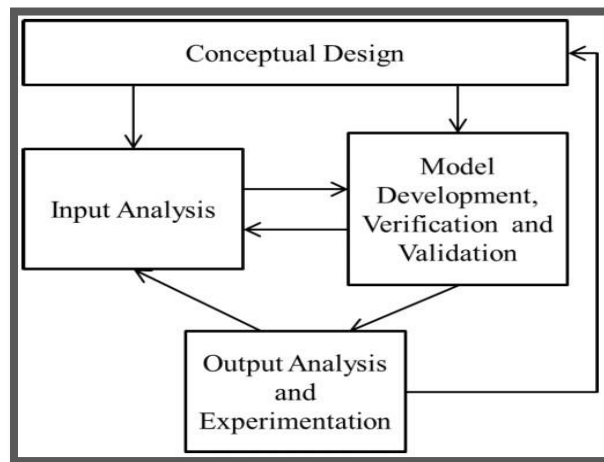 Conceptual Design
Input Analysis
Model
Development,
Verification and
Validation
Output Analysis
and
Experimentation